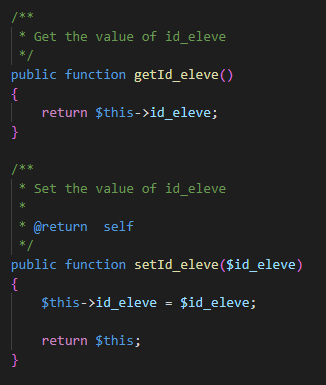 /**
 * Get the value of id_eleve
 */
public function getId_eleve()
{
    return $this->id_eleve;
}

/**
 * Set the value of id_eleve
 *
 * @return  self
 */
public function setId_eleve($id_eleve)
{
    $this->id_eleve = $id_eleve;

    return $this;
}